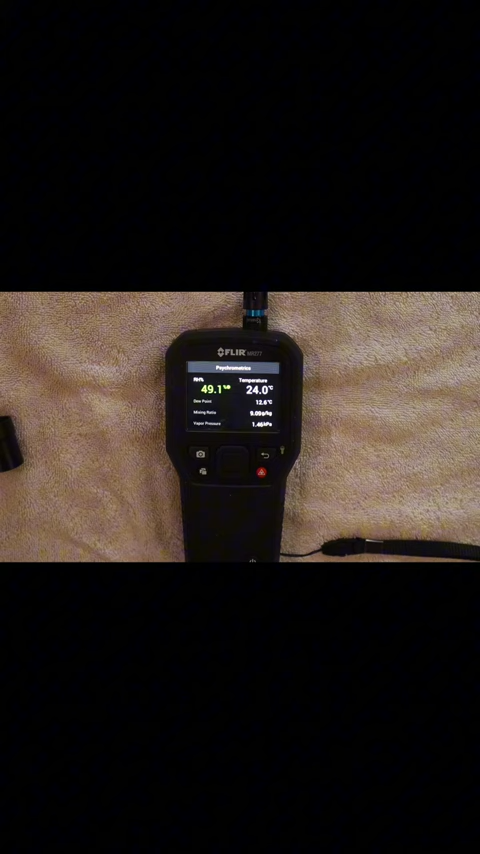 FLIR MR277
Psychrometrics
Temperature
49.1% 24.0°C
Dew Point 12.6°C
Mixing Ratio 9.09g/kg
Vapor Pressure 1.46kPa